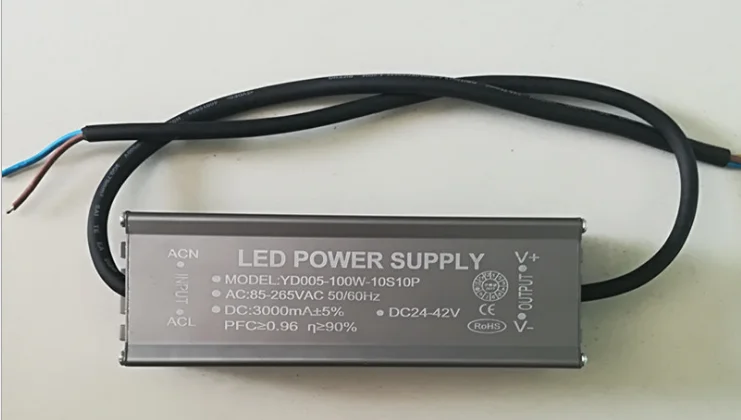 ACN
INPUT
ACL
LED POWER SUPPLY
MODEL:YD005-100W-10S10P
AC:85-265VAC 50/60Hz
DC:3000mA±5%
DC24-42V
PFC≥0.96 η≥90%
CE
RoHS
V+
OUTPUT
V-